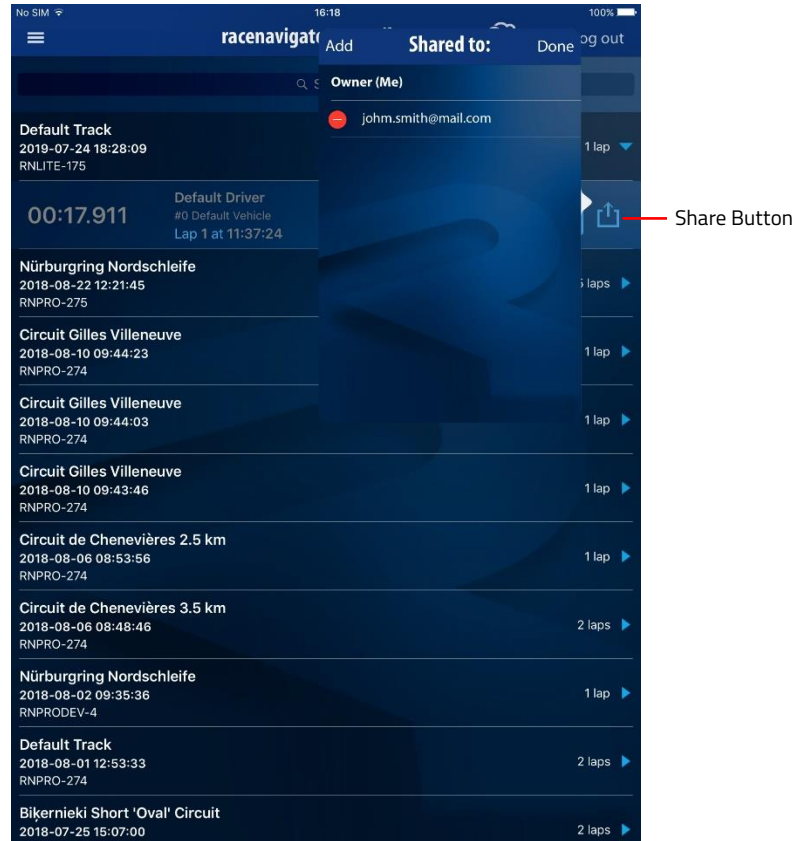 No SIM
16:18
100%
racenavigat
og out
Add
Shared to:
Done
Owner (Me)
johm.smith@mail.com
Default Track
2019-07-24 18:28:09
RNLITE-175
1 lap
00:17.911
Default Driver
#0 Default Vehicle
Lap 1 at 11:37:24
Share Button
Nürburgring Nordschleife
2018-08-22 12:21:45
RNPRO-275
laps
Circuit Gilles Villeneuve
2018-08-10 09:44:23
RNPRO-274
1 lap
Circuit Gilles Villeneuve
2018-08-10 09:44:03
RNPRO-274
1 lap
Circuit Gilles Villeneuve
2018-08-10 09:43:46
RNPRO-274
1 lap
Circuit de Chenevières 2.5 km
2018-08-06 08:53:56
RNPRO-274
1 lap
Circuit de Chenevières 3.5 km
2018-08-06 08:48:46
RNPRO-274
2 laps
Nürburgring Nordschleife
2018-08-02 09:35:36
RNPRODEV-4
1 lap
Default Track
2018-08-01 12:53:33
RNPRO-274
2 laps
Biķernieki Short 'Oval' Circuit
2018-07-25 15:07:00
2 laps